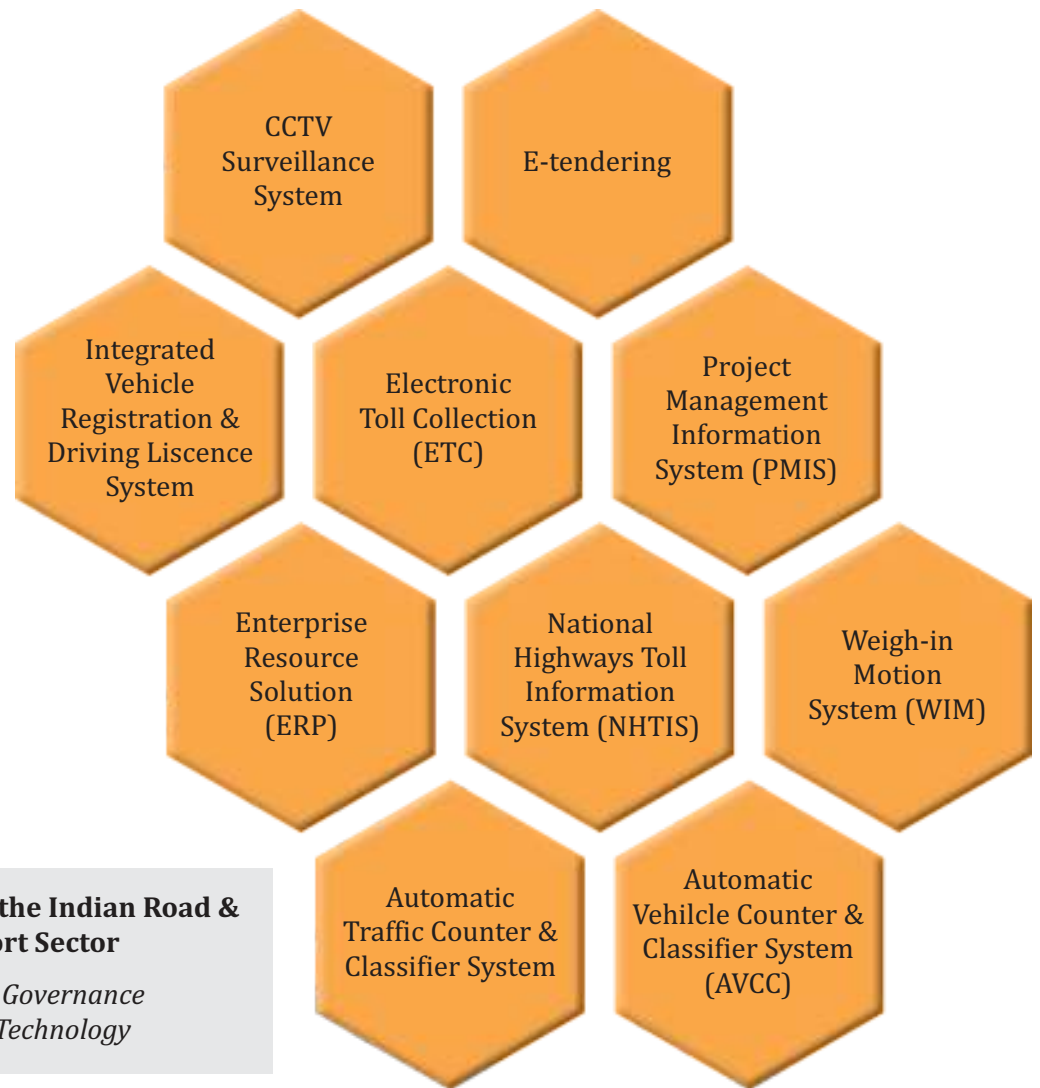 CCTV
Surveillance
System
E-tendering
Integrated
Vehicle
Registration &
Driving Liscence
System
Electronic
Toll Collection
(ETC)
Project
Management
Information
System (PMIS)
Enterprise
Resource
Solution
(ERP)
National
Highways Toll
Information
System (NHTIS)
Weigh-in
Motion
System (WIM)
Automatic
Traffic Counter &
Classifier System
Automatic
Vehilcle Counter &
Classifier System
(AVCC)
the Indian Road &
ort Sector
Governance
Technology